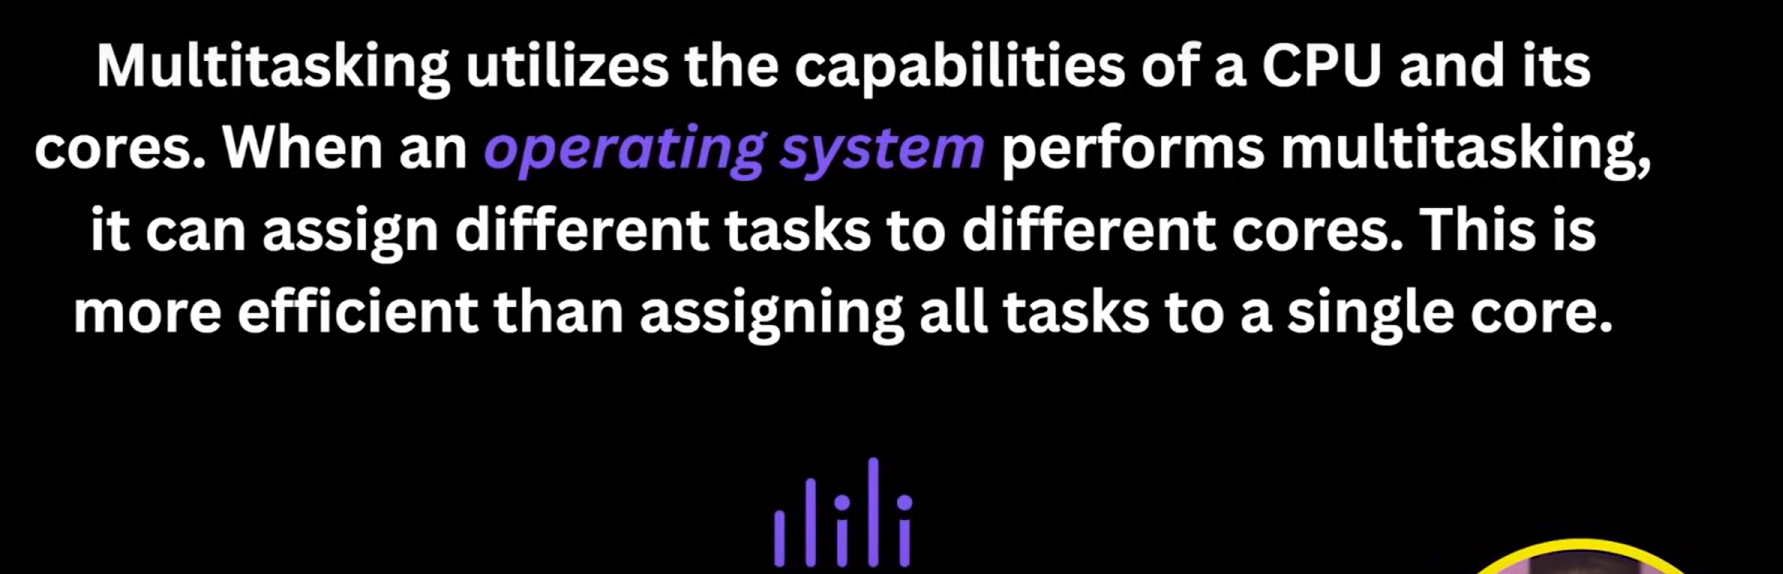 Multitasking utilizes the capabilities of a CPU and its
cores. When an operating system performs multitasking,
it can assign different tasks to different cores. This is
more efficient than assigning all tasks to a single core.